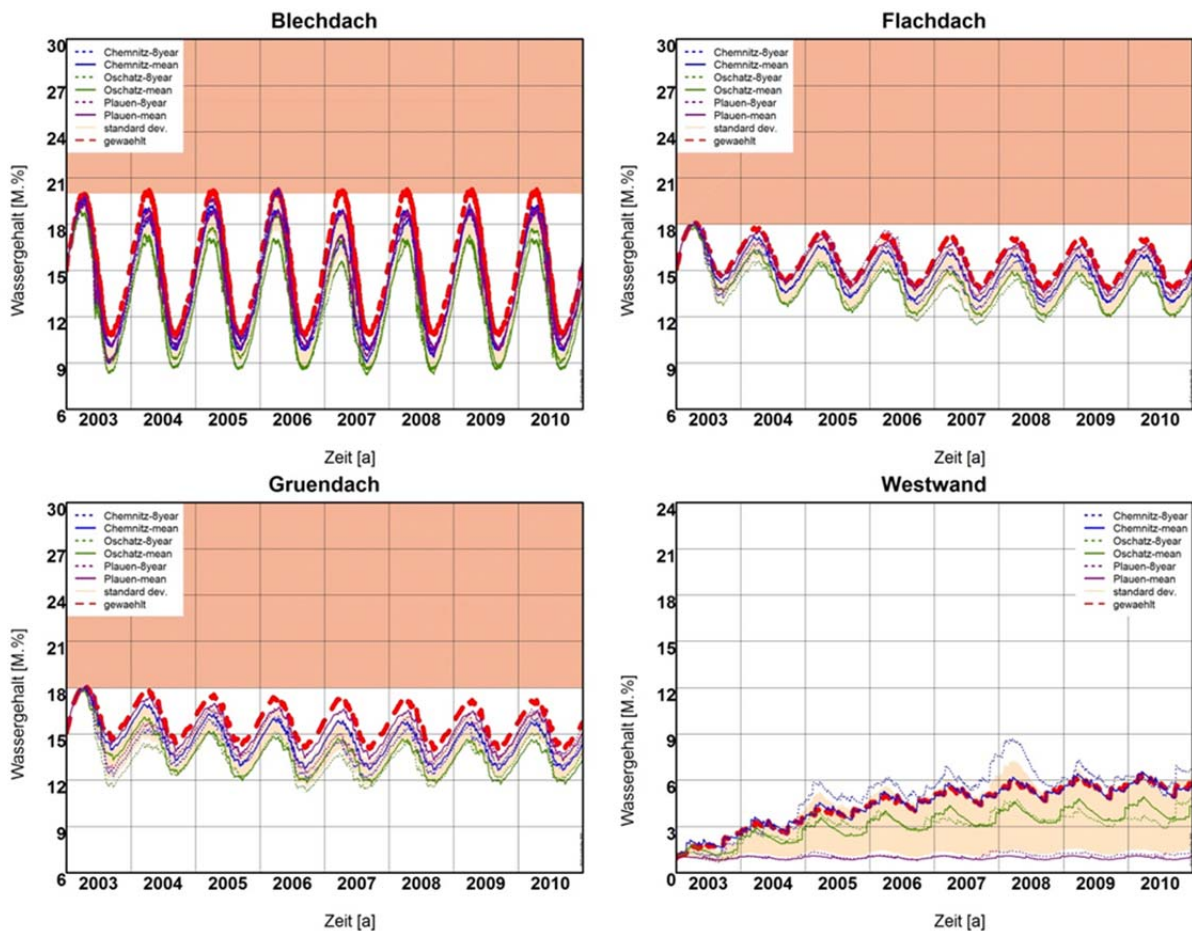 Blechdach
30
27
24
21
18
15
12
9
6
Wassergehalt [M.%]
Chemnitz-8year
Chemnitz-mean
Oschatz-8year
Oschatz-mean
Plauen-8year
Plauen-mean
standard dev.
gewaehlt
2003 2004 2005 2006 2007 2008 2009 2010
Zeit [a]
Flachdach
30
27
24
21
18
15
12
9
6
Wassergehalt [M.%]
Chemnitz-8year
Chemnitz-mean
Oschatz-8year
Oschatz-mean
Plauen-8year
Plauen-mean
standard dev.
gewaehlt
2003 2004 2005 2006 2007 2008 2009 2010
Zeit [a]
Gruendach
30
27
24
21
18
15
12
9
6
Wassergehalt [M.%]
Chemnitz-8year
Chemnitz-mean
Oschatz-8year
Oschatz-mean
Plauen-8year
Plauen-mean
standard dev.
gewaehlt
2003 2004 2005 2006 2007 2008 2009 2010
Zeit [a]
Westwand
24
21
18
15
12
9
6
3
0
Wassergehalt [M.%]
Chemnitz-8year
Chemnitz-mean
Oschatz-8year
Oschatz-mean
Plauen-8year
Plauen-mean
standard dev.
gewaehlt
2003 2004 2005 2006 2007 2008 2009 2010
Zeit [a]